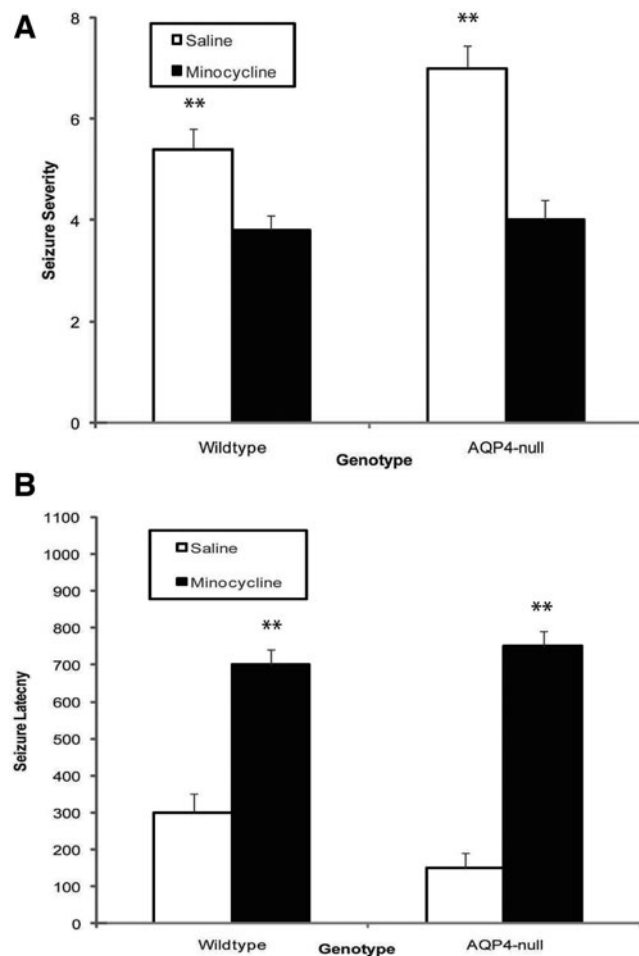 A
8
6
4
2
0
Seizure Severity
Saline
Minocycline
**
**
Wildtype
AQP4-null
Genotype
B
1100
1000
900
800
700
600
500
400
300
200
100
0
Seizure Latecny
Saline
Minocycline
**
**
Wildtype
AQP4-null
Genotype